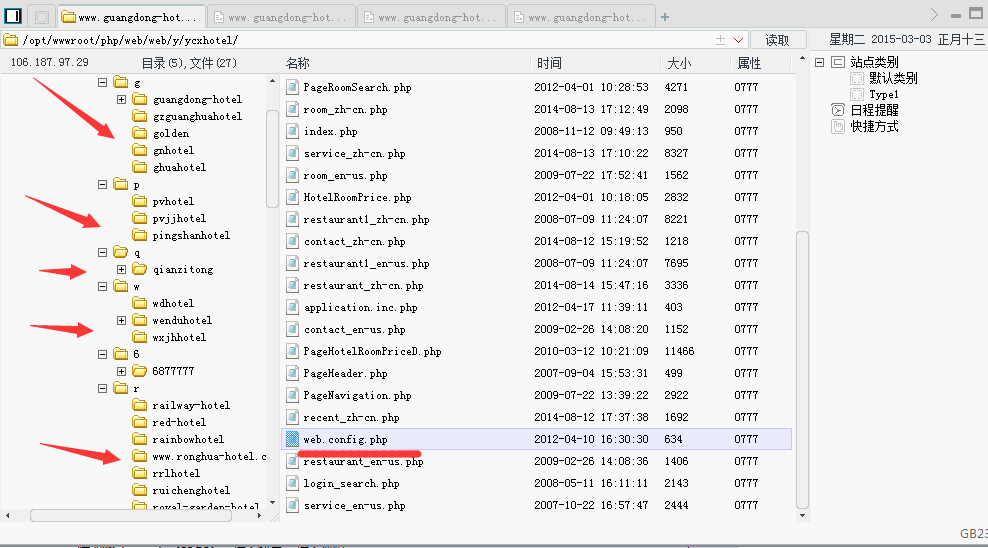 www.guangdong-hot...
www.guangdong-hot...
www.guangdong-hot...
www.guangdong-hot...
/opt/wwwroot/php/web/web/y/ycxhotel/
读取
星期二 2015-03-03 正月十三
106.187.97.29
目录(5),文件(27)
名称
时间
大小
属性
g
guangdong-hotel
gzguanghuahotel
golden
gnhotel
ghuahotel
p
pvhotel
pvjjhotel
pingshanhotel
q
qianzitong
w
wdhotel
wenduhotel
wxjhhotel
6
6877777
r
railway-hotel
red-hotel
rainbowhotel
www.ronghua-hotel.c
rrlhotel
ruichenghotel
royal-garden-hotel
PageRoomSearch.php 2012-04-01 10:28:53 4271 0777
room_zh-cn.php 2014-08-13 17:12:49 2098 0777
index.php 2008-11-12 09:49:13 950 0777
service_zh-cn.php 2014-08-13 17:10:22 8327 0777
room_en-us.php 2009-07-22 17:52:41 1562 0777
HotelRoomPrice.php 2012-04-01 10:18:05 2832 0777
restaurant1_zh-cn.php 2008-07-09 11:24:07 8221 0777
contact_zh-cn.php 2014-08-12 15:19:52 1218 0777
restaurant1_en-us.php 2008-07-09 11:24:07 7695 0777
restaurant_zh-cn.php 2014-08-14 15:47:16 3336 0777
application.inc.php 2012-04-17 11:39:11 403 0777
contact_en-us.php 2009-02-26 14:08:20 1152 0777
PageHotelRoomPriceD.php 2010-03-12 10:21:09 11466 0777
PageHeader.php 2007-09-04 15:53:31 499 0777
PageNavigation.php 2009-07-22 13:39:22 2922 0777
recent_zh-cn.php 2014-08-12 17:37:38 1692 0777
web.config.php 2012-04-10 16:30:30 634 0777
restaurant_en-us.php 2009-02-26 14:08:36 1406 0777
login_search.php 2008-05-11 16:11:11 2143 0777
service_en-us.php 2007-10-22 16:57:47 2444 0777
站点类别
默认类别
Type1
日程提醒
快捷方式
GB23